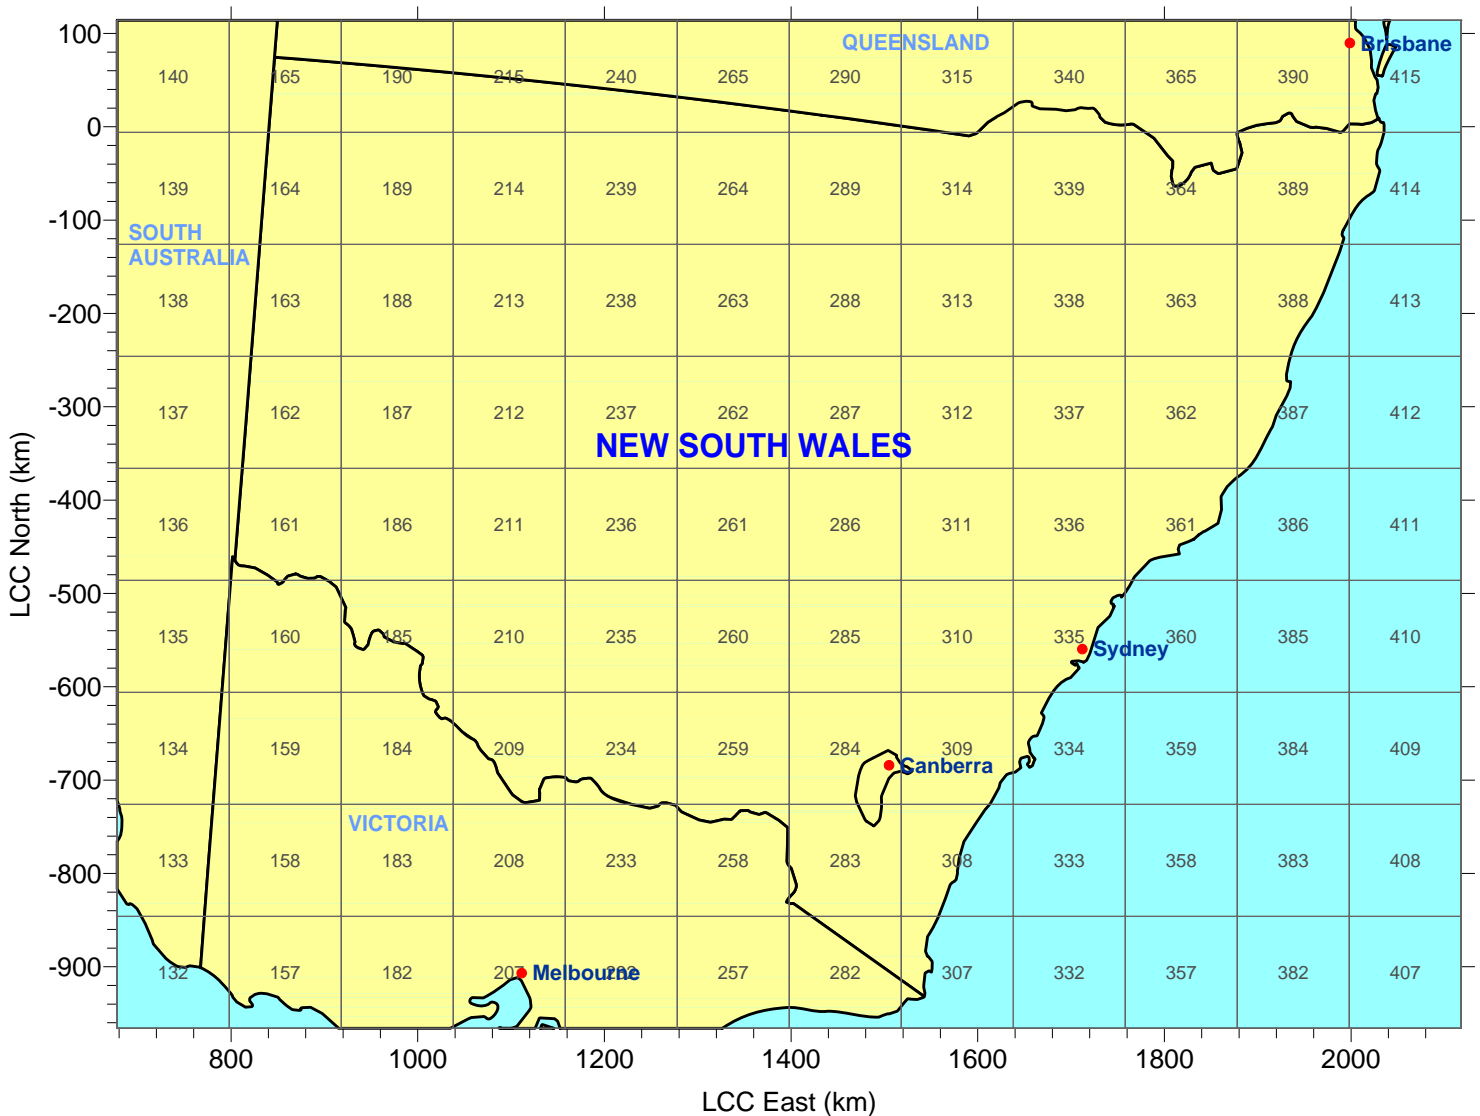 100
QUEENSLAND
Brisbane
140 165 190 215 240 265 290 315 340 365 390 415
0
139 164 189 214 239 264 289 314 339 364 389 414
-100
SOUTH
AUSTRALIA
138 163 188 213 238 263 288 313 338 363 388 413
-200
-300
137 162 187 212 237 262 287 312 337 362 387 412
NEW SOUTH WALES
-400
136 161 186 211 236 261 286 311 336 361 386 411
LCC North (km)
-500
135 160 185 210 235 260 285 310 335 360 385 410
Sydney
-600
134 159 184 209 234 259 284 309 334 359 384 409
Canberra
-700
VICTORIA
133 158 183 208 233 258 283 308 333 358 383 408
-800
-900
132 157 182 207 Melbourne 232 257 282 307 332 357 382 407
800 1000 1200 1400 1600 1800 2000
LCC East (km)